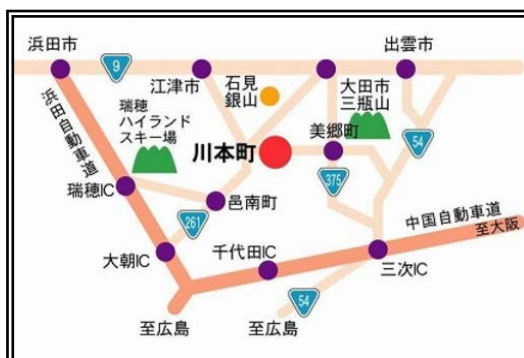 浜田市
9
江津市
石見
銀山
大田市
三瓶山
出雲市
浜田自動車道
瑞穂
ハイランド
スキー場
川本町
美郷町
54
375
瑞穂IC
邑南町
261
中国自動車道
至大阪
大朝IC
千代田IC
三次IC
54
至広島
至広島